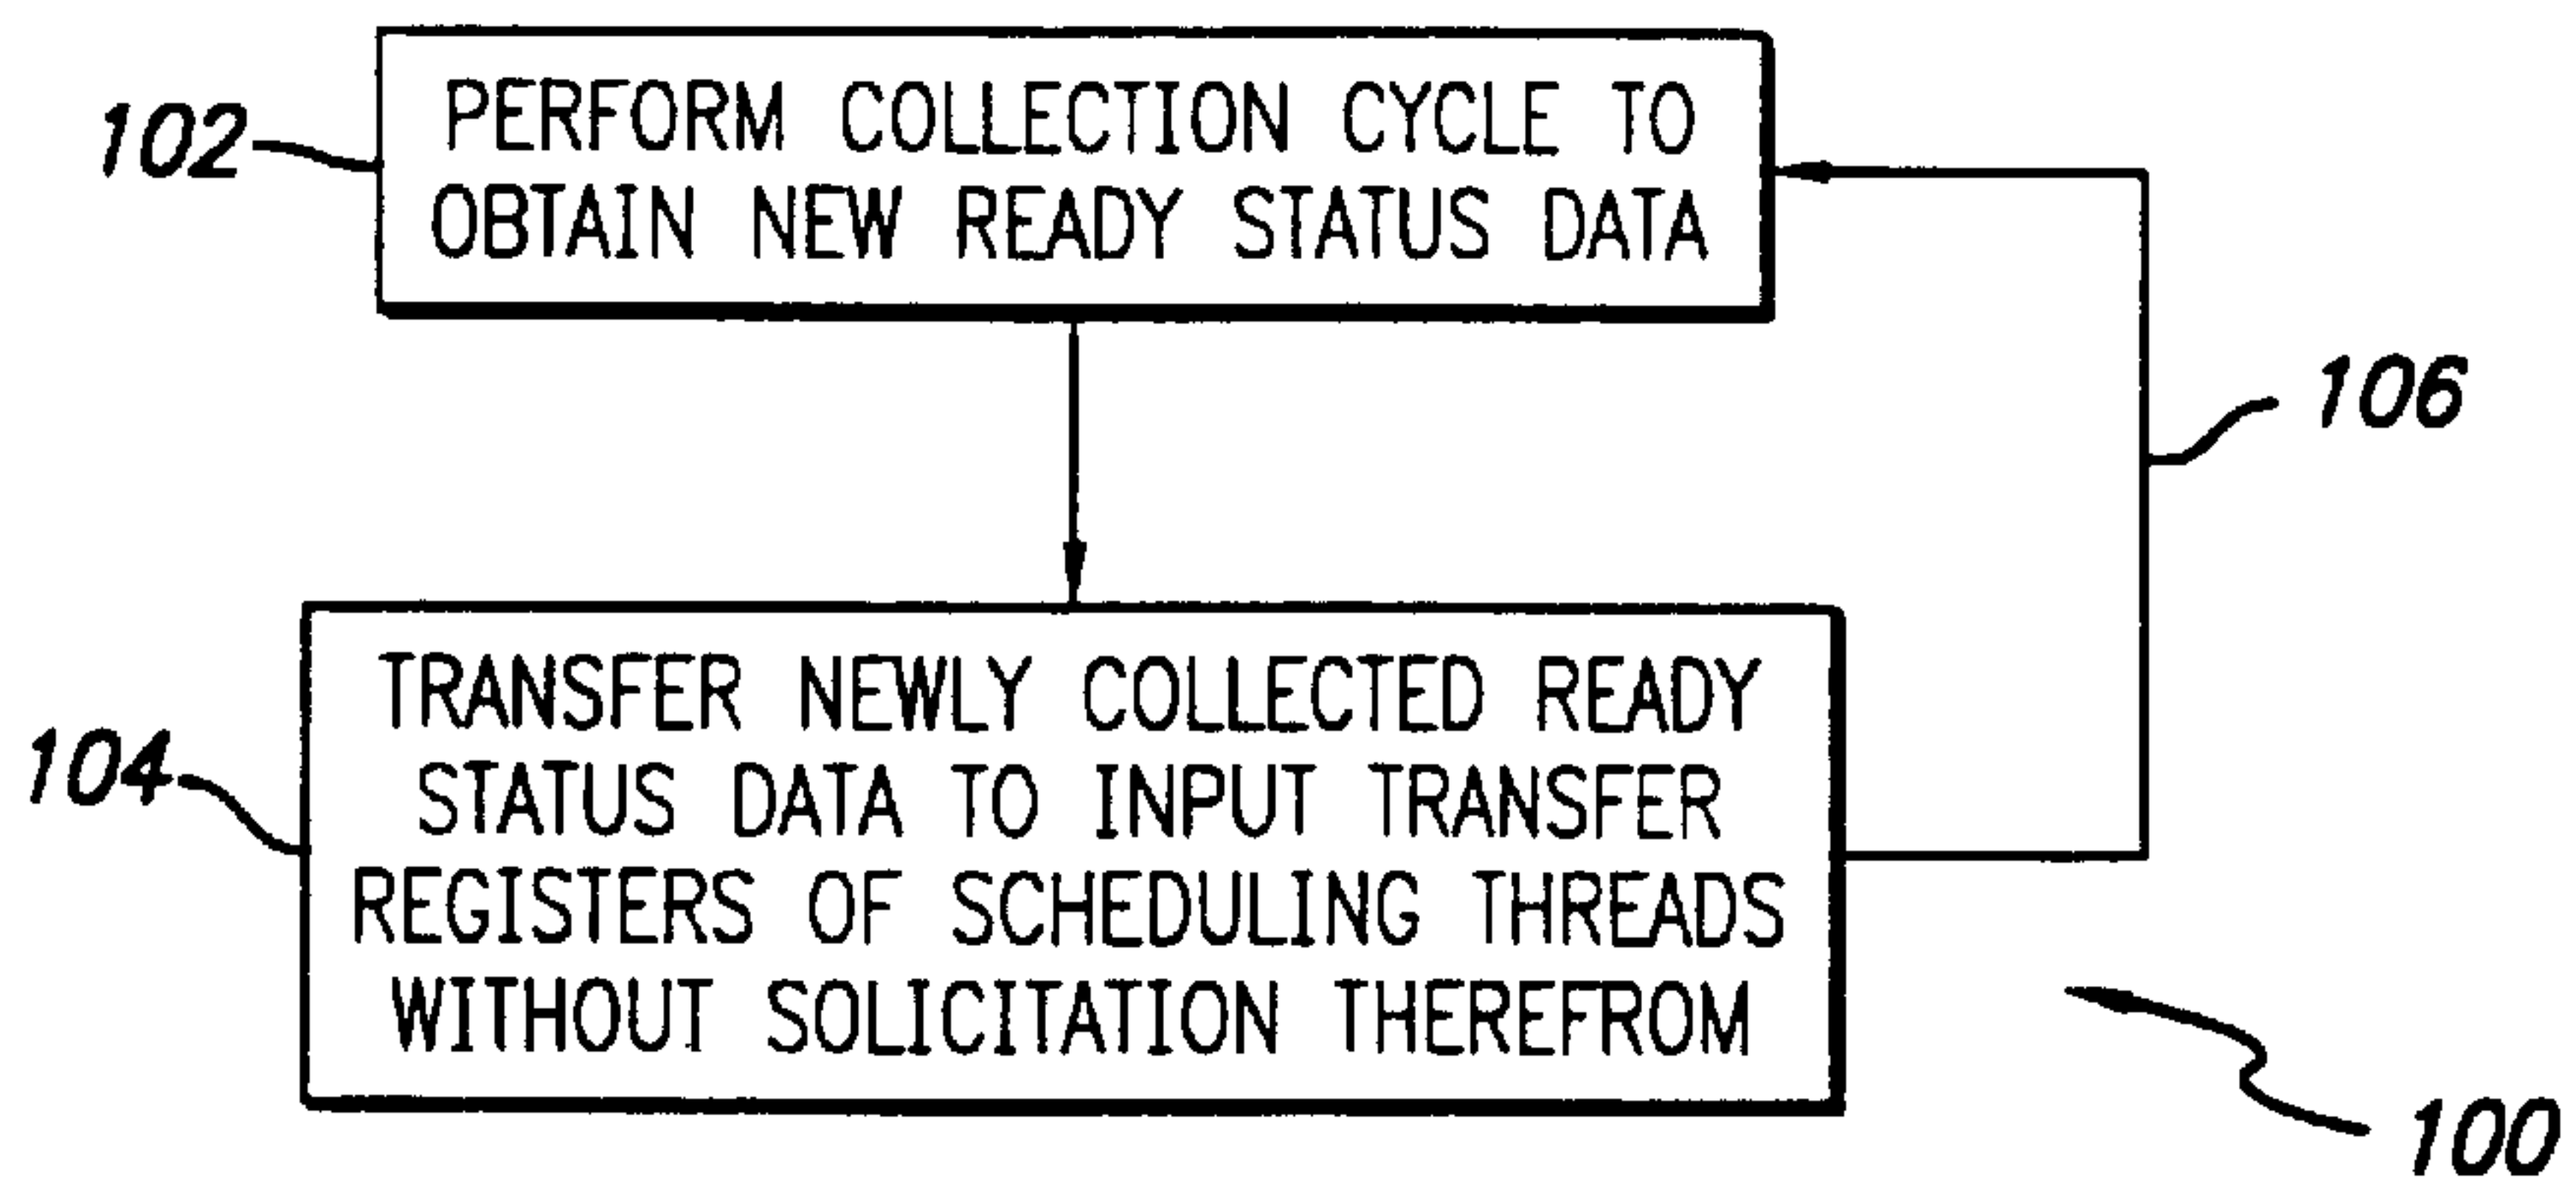 102
PERFORM COLLECTION CYCLE TO
OBTAIN NEW READY STATUS DATA
106
104
TRANSFER NEWLY COLLECTED READY
STATUS DATA TO INPUT TRANSFER
REGISTERS OF SCHEDULING THREADS
WITHOUT SOLICITATION THEREFROM
100